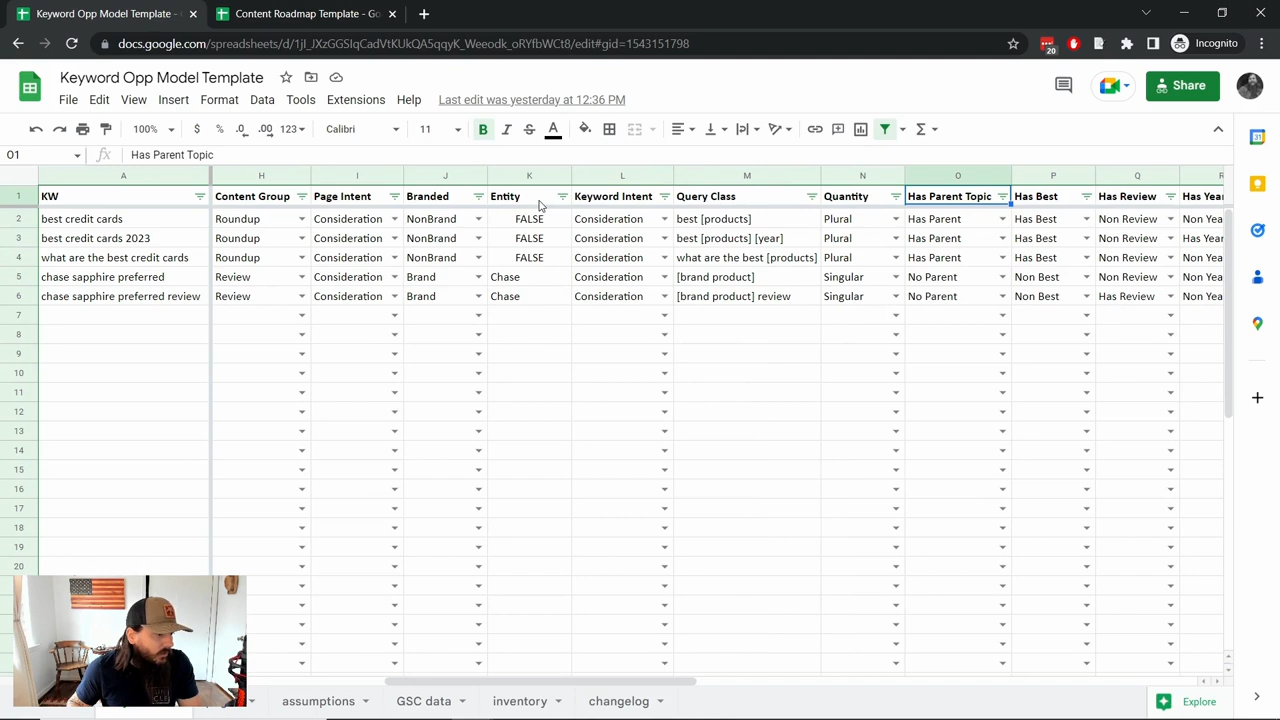 Keyword Opp Model Template -
Content Roadmap Template - Go
docs.google.com/spreadsheets/d/1jI_JXzGGSIqCadVtKUkQA5qqyK_Weeodk_oRYfbWCt8/edit#gid=1543151798
20
Incognito
Keyword Opp Model Template
File Edit View Insert Format Data Tools Extensions Help Last edit was yesterday at 12:36 PM
Share
100% $ % .0 .00 123 Calibri 11 B I S A
O1 fx Has Parent Topic
A H I J K L M N O P Q R
1 KW Content Group Page Intent Branded Entity Keyword Intent Query Class Quantity Has Parent Topic Has Best Has Review Has Year
2 best credit cards Roundup Consideration NonBrand FALSE Consideration best [products] Plural Has Parent Has Best Non Review Non Yea
3 best credit cards 2023 Roundup Consideration NonBrand FALSE Consideration best [products] [year] Plural Has Parent Has Best Non Review Has Year
4 what are the best credit cards Roundup Consideration NonBrand FALSE Consideration what are the best [products] Plural Has Parent Has Best Non Review Non Yea
5 chase sapphire preferred Review Consideration Brand Chase Consideration [brand product] Singular No Parent Non Best Non Review Non Yea
6 chase sapphire preferred review Review Consideration Brand Chase Consideration [brand product] review Singular No Parent Non Best Has Review Non Yea
7
8
9
10
11
12
13
14
15
16
17
18
19
20
assumptions GSC data inventory changelog Explore